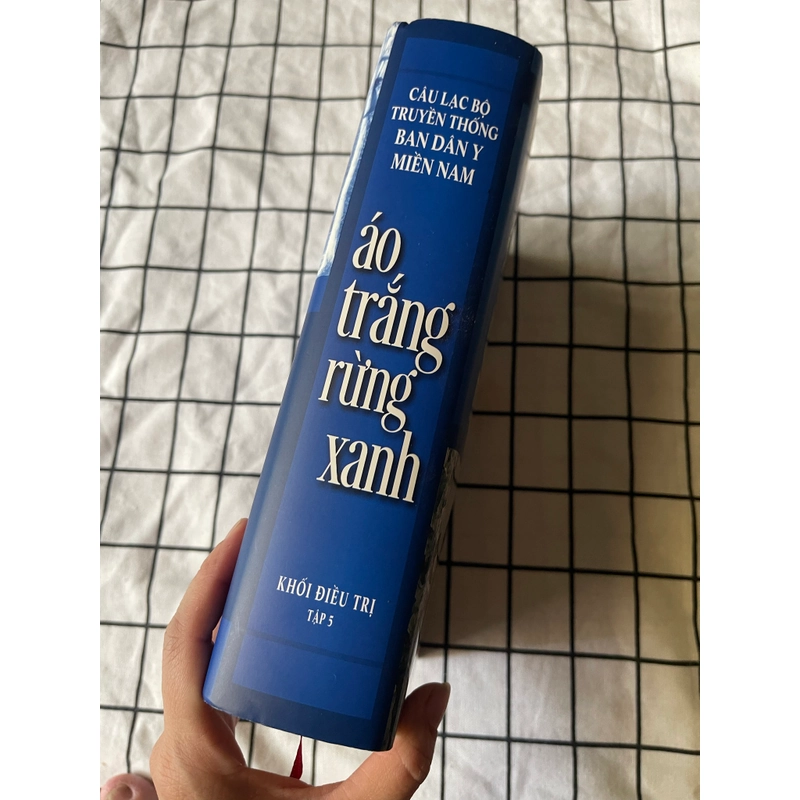 CÂU LẠC BỘ
TRUYỀN THỐNG
BAN DÂN Y
MIỀN NAM
áo
trắng
rừng
xanh
KHỐI ĐIỀU TRỊ
TẬP 5